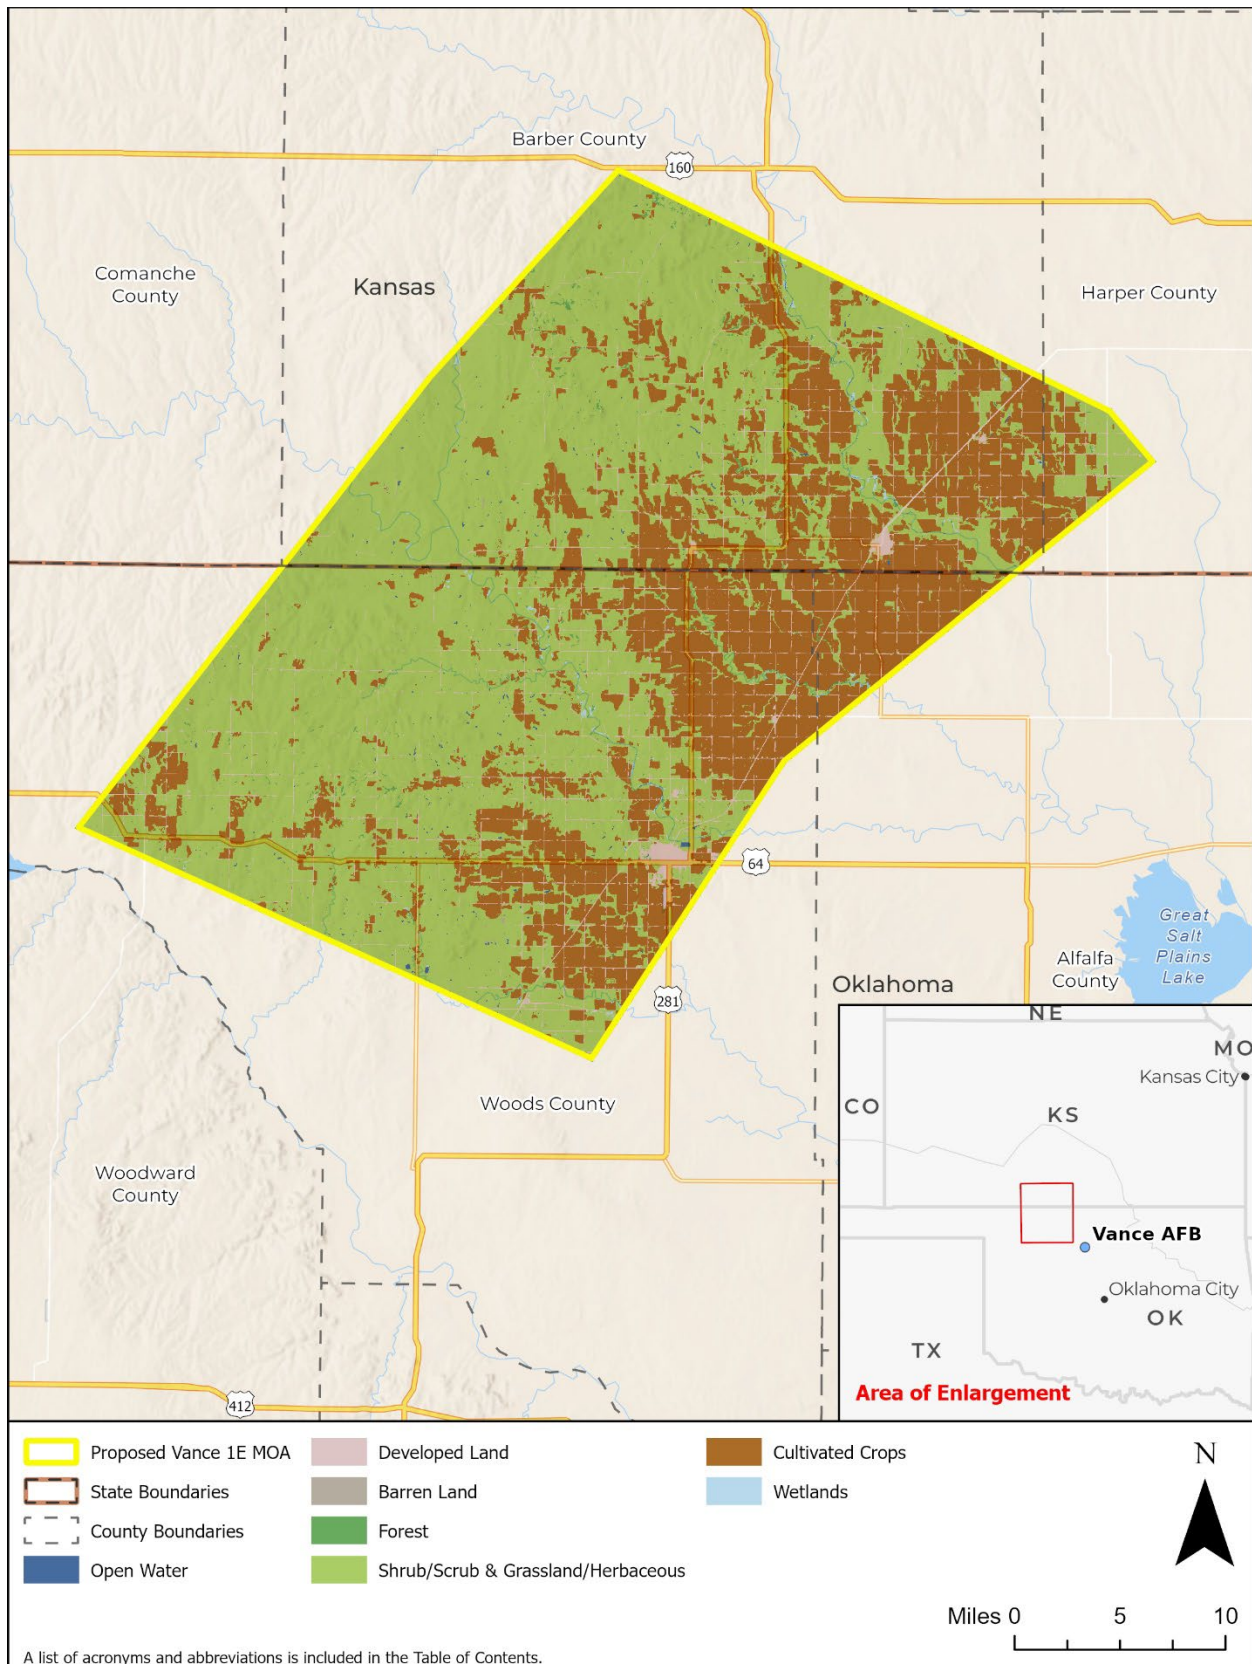 Barber County
160
Comanche
County
Kansas
Harper County
64
Great
Salt
Plains
Lake
Alfalfa
County
Oklahoma
281
Woods County
Woodward
County
412
NE
MO
Kansas City
CO
KS
Vance AFB
Oklahoma City
OK
TX
Area of Enlargement
Proposed Vance 1E MOA
State Boundaries
County Boundaries
Open Water
Developed Land
Barren Land
Forest
Shrub/Scrub & Grassland/Herbaceous
Cultivated Crops
Wetlands
N
Miles 0 5 10
A list of acronyms and abbreviations is included in the Table of Contents.